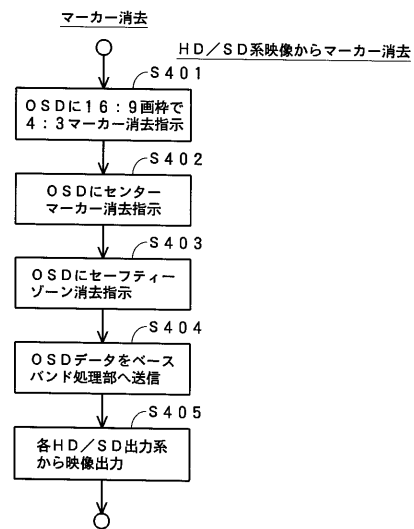 マーカー消去
HD／SD系映像からマーカー消去
S401
OSDに16：9画枠で
4：3マーカー消去指示
S402
OSDにセンター
マーカー消去指示
S403
OSDにセーフティー
ゾーン消去指示
S404
OSDデータをベース
バンド処理部へ送信
S405
各HD／SD出力系
から映像出力